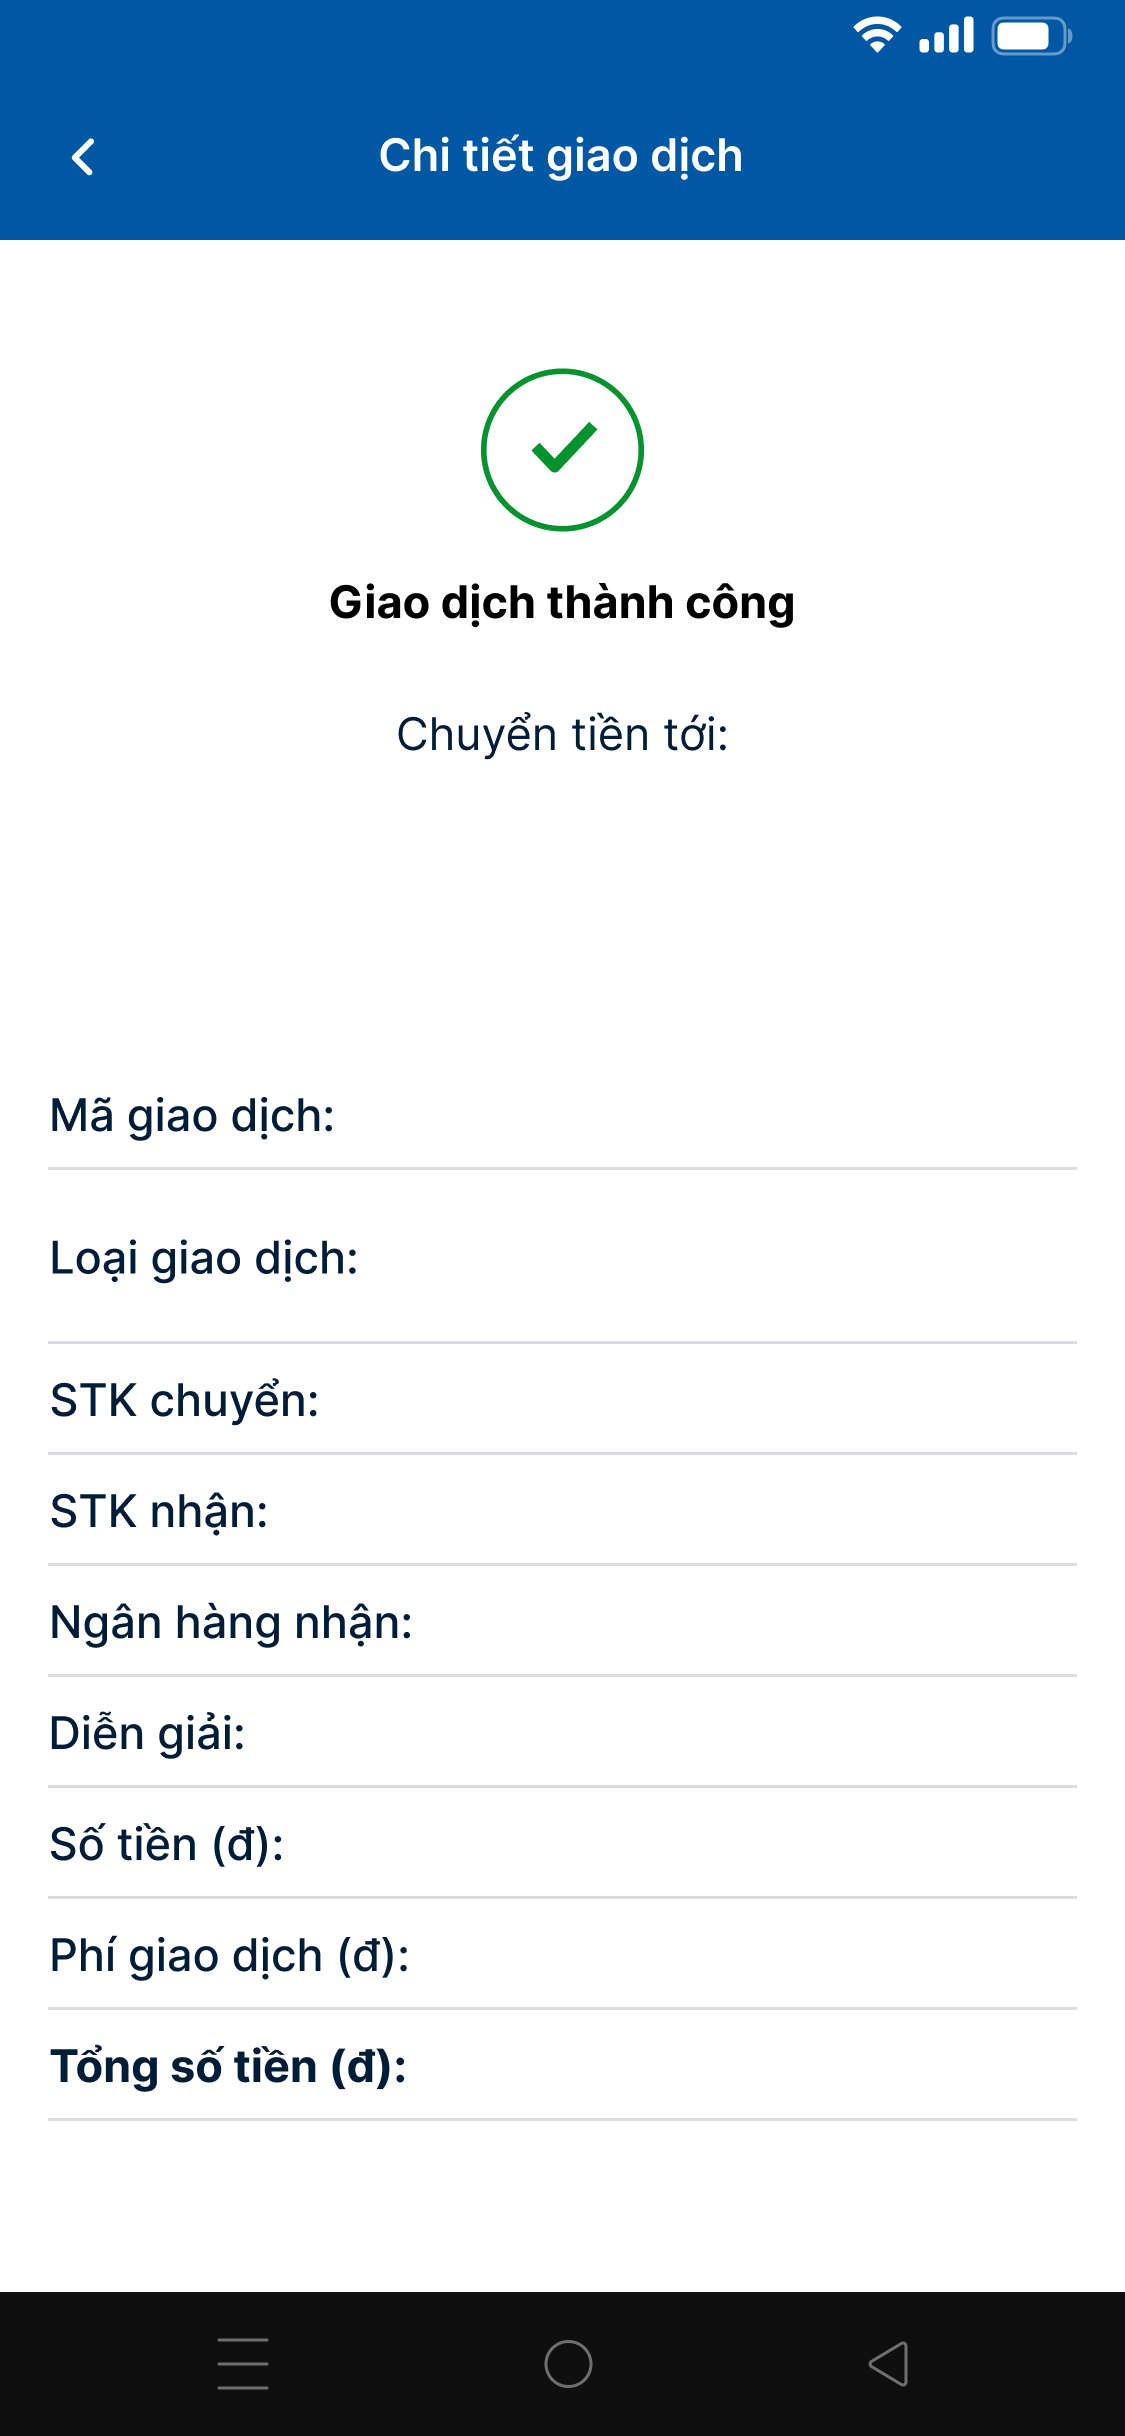 Chi tiết giao dịch
Giao dịch thành công
Chuyển tiền tới:
Mã giao dịch:
Loại giao dịch:
STK chuyển:
STK nhận:
Ngân hàng nhận:
Diễn giải:
Số tiền (đ):
Phí giao dịch (đ):
Tổng số tiền (đ):